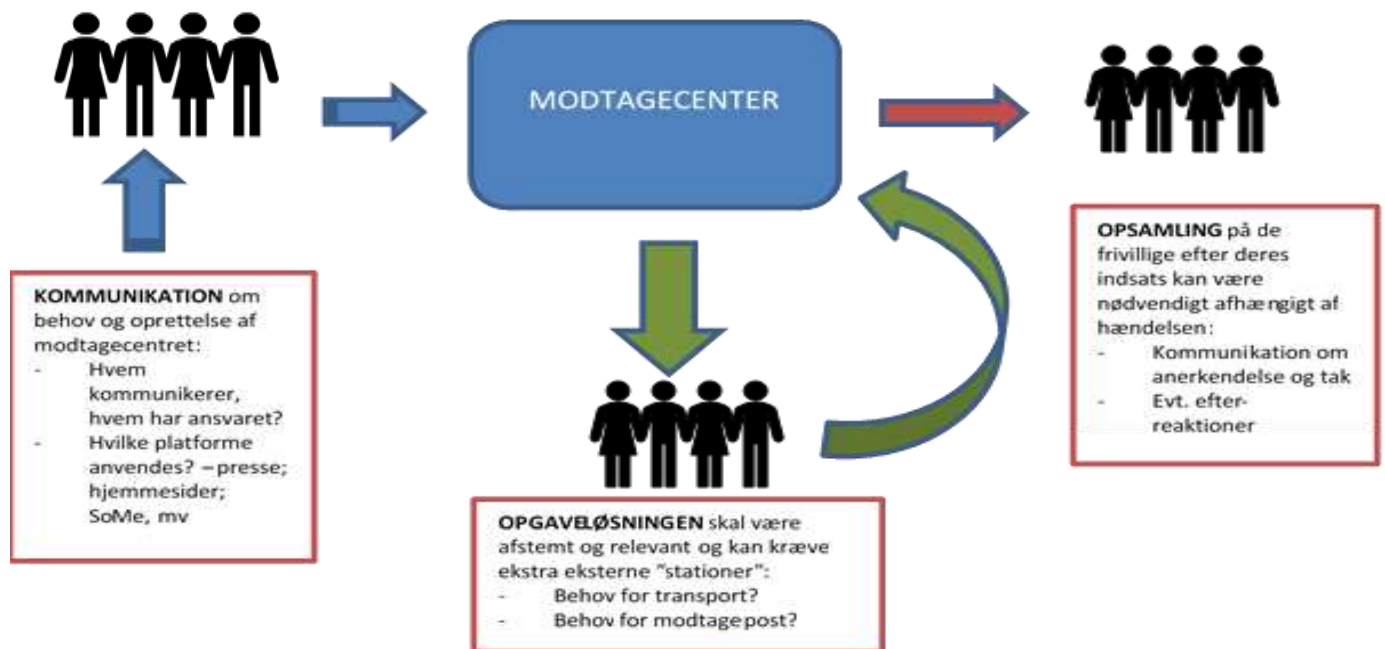 MODTAGECENTER
KOMMUNIKATION om
behov og oprettelse af
modtagecentret:
- Hvem
kommunikerer,
hvem har ansvaret?
- Hvilke platforme
anvendes? – presse;
hjemmesider;
SoMe, mv
OPGAVELØSNINGEN skal være
afstemt og relevant og kan kræve
ekstra eksterne "stationer":
- Behov for transport?
- Behov for modtagepost?
OPSAMLING på de
frivillige efter deres
indsats kan være
nødvendigt afhængigt af
hændelsen:
- Kommunikation om
anerkendelse og tak
- Evt. efter-
reaktioner